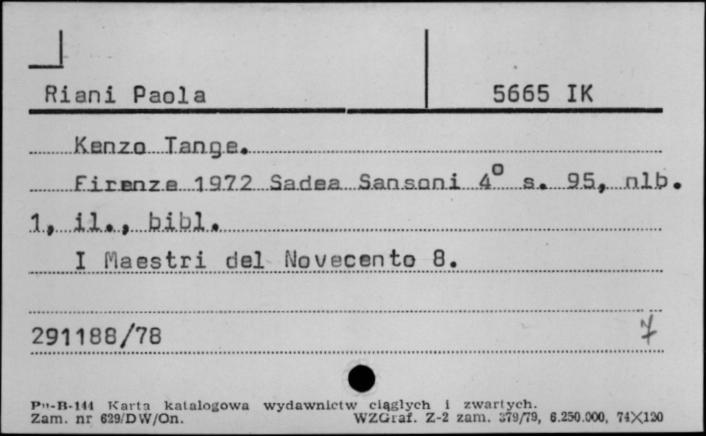 Riani Paola 5665 IK
Kenzo Tange.
Firenze 1972 Sadea Sansoni 4° s. 95, nlb.
1, il., bibl.
I Maestri del Novecento 8.
291188/78 7
Pu-B-144 Karta katalogowa wydawnictw ciągłych i zwartych.
Zam. nr 629/DW/On. WZGraf. Z-2 zam. 379/79, 6.250.000, 74X120